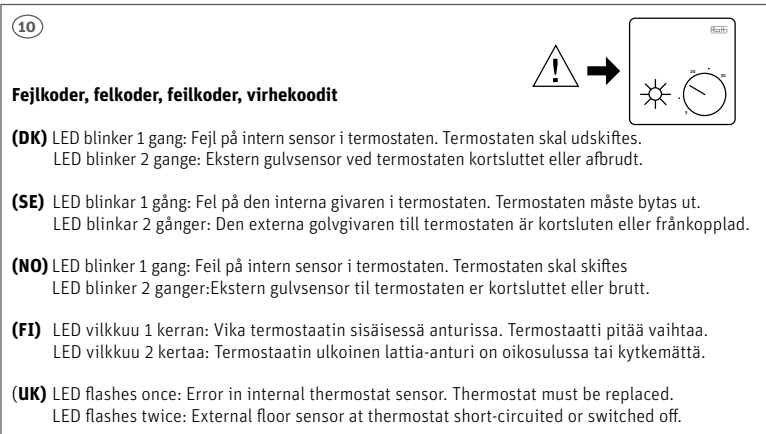 10
Roth
20
30
5
Fejlkoder, felkoder, feilkoder, virhekoodit
(DK) LED blinker 1 gang: Fejl på intern sensor i termostaten. Termostaten skal udskiftes.
LED blinker 2 gange: Ekstern gulvsensor ved termostaten kortsluttet eller afbrudt.
(SE) LED blinkar 1 gång: Fel på den interna givaren i termostaten. Termostaten måste bytas ut.
LED blinkar 2 gånger: Den externa golvgivaren till termostaten är kortsluten eller frånkopplad.
(NO) LED blinker 1 gang: Feil på intern sensor i termostaten. Termostaten skal skiftes
LED blinker 2 ganger:Ekstern gulvsensor til termostaten er kortsluttet eller brutt.
(FI) LED vilkkuu 1 kerran: Vika termostaatin sisäisessä anturissa. Termostaatti pitää vaihtaa.
LED vilkkuu 2 kertaa: Termostaatin ulkoinen lattia-anturi on oikosulussa tai kytkemättä.
(UK) LED flashes once: Error in internal thermostat sensor. Thermostat must be replaced.
LED flashes twice: External floor sensor at thermostat short-circuited or switched off.